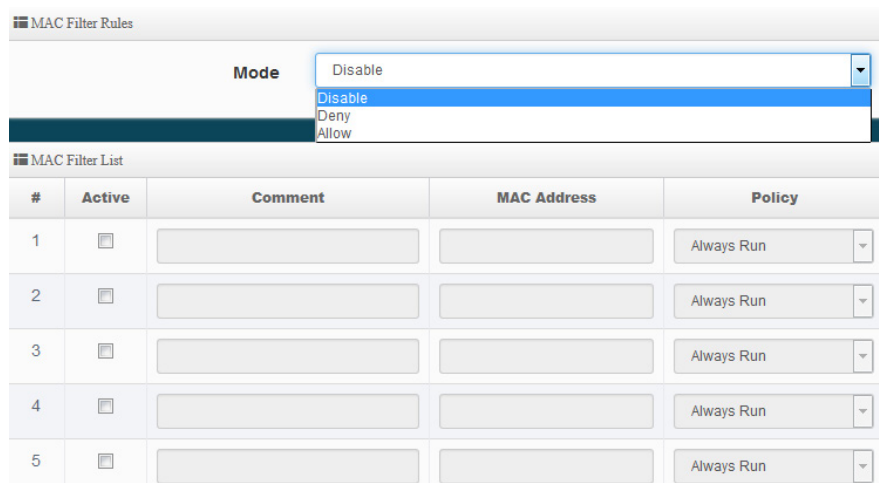 MAC Filter Rules
Mode Disable
Disable
Deny
Allow
MAC Filter List
# Active Comment MAC Address Policy
1 Always Run
2 Always Run
3 Always Run
4 Always Run
5 Always Run